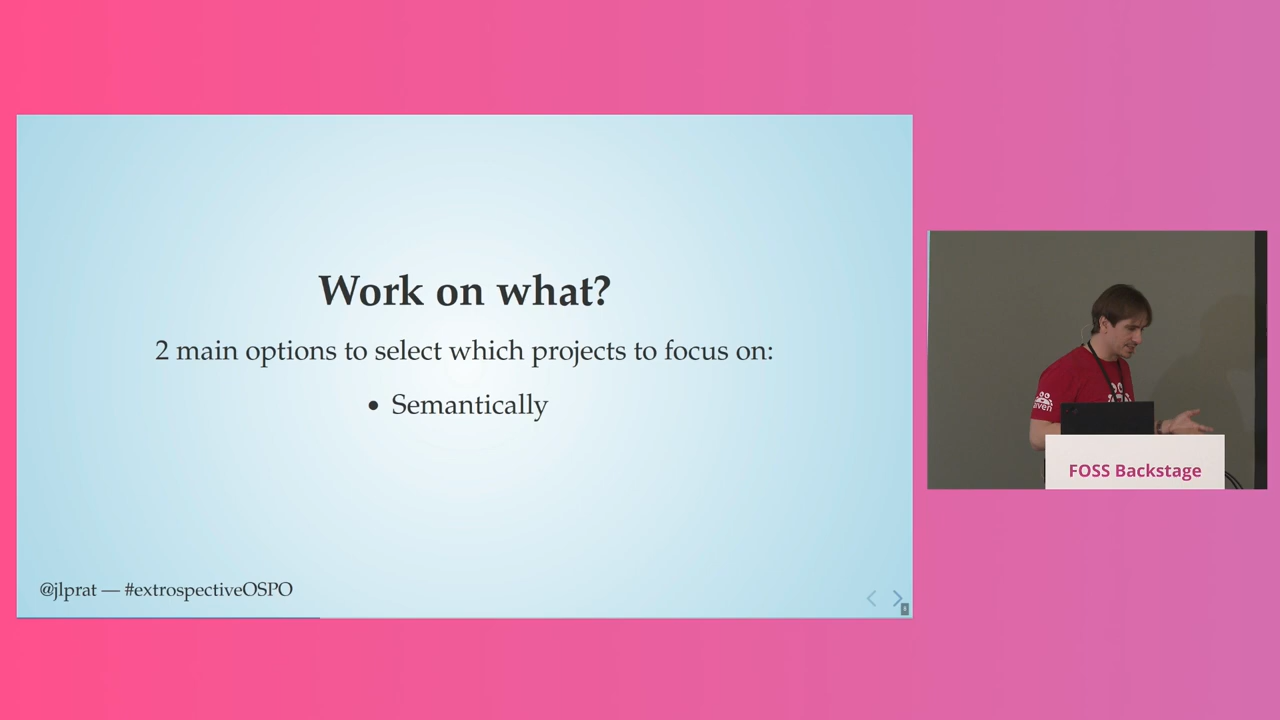 Work on what?
2 main options to select which projects to focus on:
• Semantically
@jlprat — #extrospectiveOSPO
FOSS Backstage